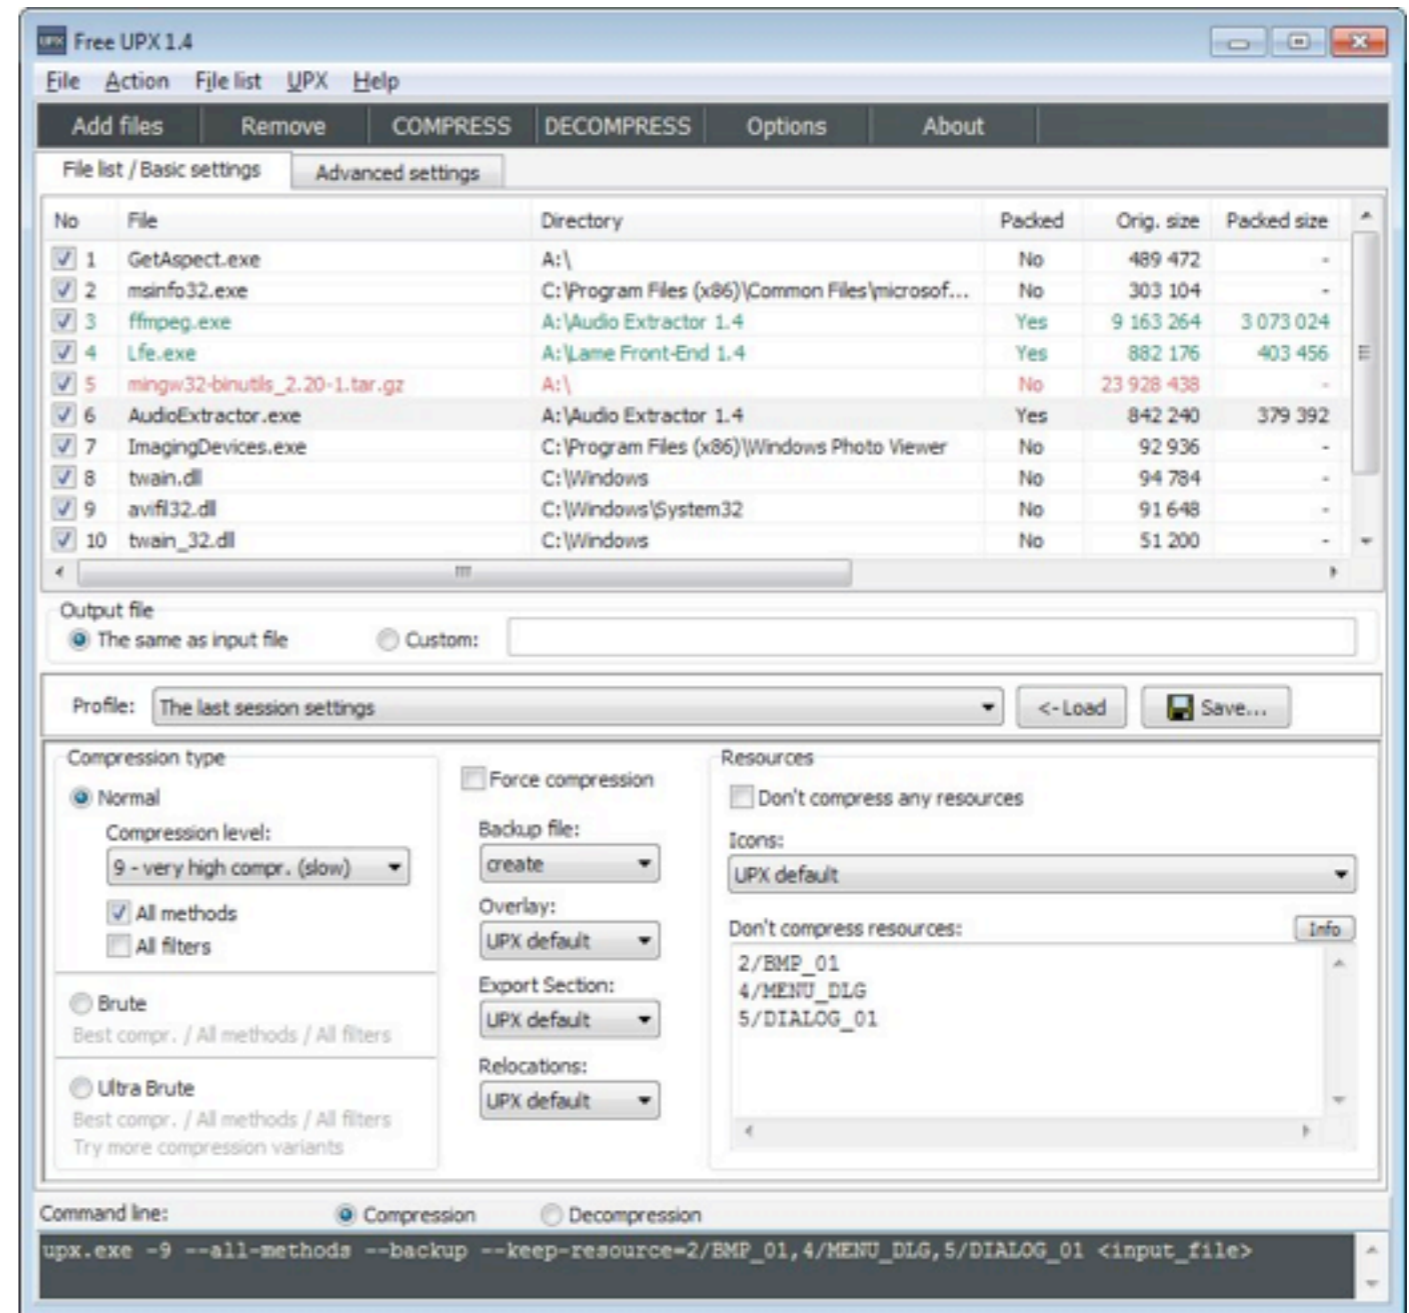 UPX Free UPX 1.4
File Action File list UPX Help
Add files Remove COMPRESS DECOMPRESS Options About
File list / Basic settings Advanced settings
No File Directory Packed Orig. size Packed size
1 GetAspect.exe A:\ No 489 472 -
2 msinfo32.exe C:\Program Files (x86)\Common Files\microsof... No 303 104 -
3 ffmpeg.exe A:\Audio Extractor 1.4 Yes 9 163 264 3 073 024
4 Lfe.exe A:\Lame Front-End 1.4 Yes 882 176 403 456
5 mingw32-binutils_2.20-1.tar.gz A:\ No 23 928 438 -
6 AudioExtractor.exe A:\Audio Extractor 1.4 Yes 842 240 379 392
7 ImagingDevices.exe C:\Program Files (x86)\Windows Photo Viewer No 92 936 -
8 twain.dll C:\Windows No 94 784 -
9 avifil32.dll C:\Windows\System32 No 91 648 -
10 twain_32.dll C:\Windows No 51 200 -
Output file
The same as input file Custom:
Profile: The last session settings <- Load Save...
Compression type
Normal
Compression level:
9 - very high compr. (slow)
All methods
All filters
Brute
Best compr. / All methods / All filters
Ultra Brute
Best compr. / All methods / All filters
Try more compression variants
Force compression
Backup file:
create
Overlay:
UPX default
Export Section:
UPX default
Relocations:
UPX default
Resources
Don't compress any resources
Icons:
UPX default
Don't compress resources: Info
2/BMP_01
4/MENU_DLG
5/DIALOG_01
Command line: Compression Decompression
upx.exe -9 --all-methods --backup --keep-resource=2/BMP_01,4/MENU_DLG,5/DIALOG_01 <input_file>